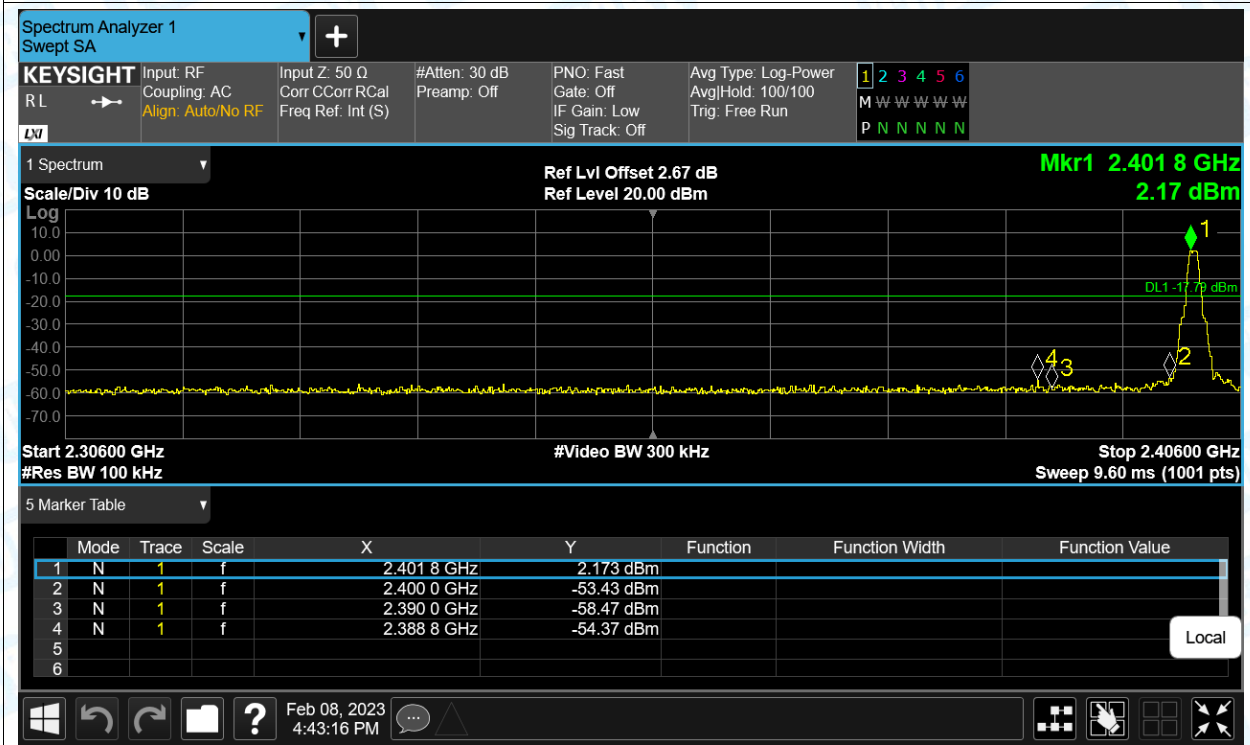 Spectrum Analyzer 1
Swept SA
KEYSIGHT
R L
LXI
Input: RF
Coupling: AC
Align: Auto/No RF
Input Z: 50 Ω
Corr CCorr RCal
Freq Ref: Int (S)
#Atten: 30 dB
Preamp: Off
PNO: Fast
Gate: Off
IF Gain: Low
Sig Track: Off
Avg Type: Log-Power
Avg|Hold: 100/100
Trig: Free Run
1 2 3 4 5 6
M W W W W W
P N N N N N
1 Spectrum
Scale/Div 10 dB
Ref Lvl Offset 2.67 dB
Ref Level 20.00 dBm
Mkr1 2.401 8 GHz
2.17 dBm
Log
10.0
0.00
-10.0
-20.0
-30.0
-40.0
-50.0
-60.0
-70.0
1
DL1 -17.79 dBm
4
3
2
Start 2.30600 GHz
#Video BW 300 kHz
Stop 2.40600 GHz
#Res BW 100 kHz
Sweep 9.60 ms (1001 pts)
5 Marker Table
Mode Trace Scale X Y Function Function Width Function Value
1 N 1 f 2.401 8 GHz 2.173 dBm
2 N 1 f 2.400 0 GHz -53.43 dBm
3 N 1 f 2.390 0 GHz -58.47 dBm
4 N 1 f 2.388 8 GHz -54.37 dBm
5
6
Local
?
Feb 08, 2023
4:43:16 PM